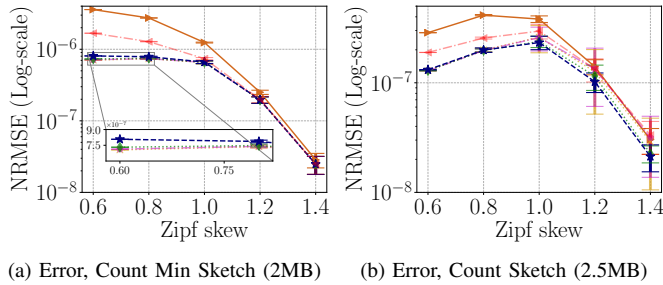 NRMSE (Log-scale)
10⁻⁶
10⁻⁷
10⁻⁸
×10⁻⁷
9.0
7.5
0.60 0.75
0.6 0.8 1.0 1.2 1.4
Zipf skew
(a) Error, Count Min Sketch (2MB)
NRMSE (Log-scale)
10⁻⁷
10⁻⁸
0.6 0.8 1.0 1.2 1.4
Zipf skew
(b) Error, Count Sketch (2.5MB)